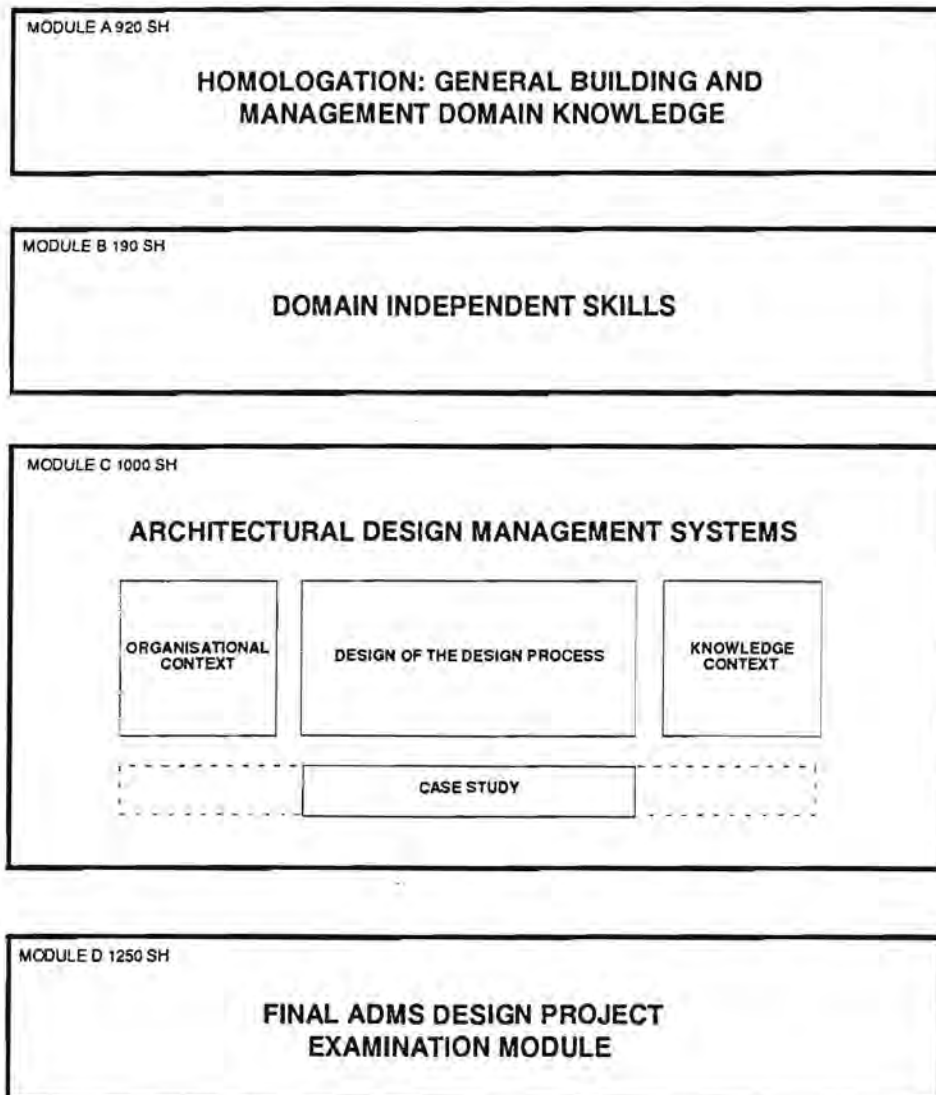 MODULE A 920 SH
HOMOLOGATION: GENERAL BUILDING AND
MANAGEMENT DOMAIN KNOWLEDGE
MODULE B 190 SH
DOMAIN INDEPENDENT SKILLS
MODULE C 1000 SH
ARCHITECTURAL DESIGN MANAGEMENT SYSTEMS
ORGANISATIONAL
CONTEXT
DESIGN OF THE DESIGN PROCESS
KNOWLEDGE
CONTEXT
CASE STUDY
MODULE D 1250 SH
FINAL ADMS DESIGN PROJECT
EXAMINATION MODULE